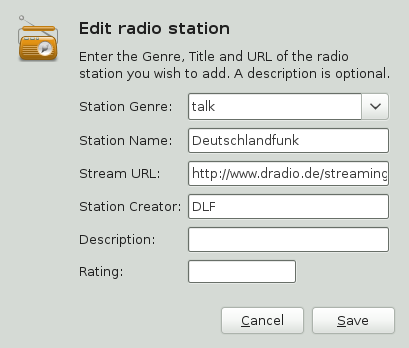 Edit radio station
Enter the Genre, Title and URL of the radio
station you wish to add. A description is optional.
Station Genre: talk
Station Name: Deutschlandfunk
Stream URL: http://www.dradio.de/streaming
Station Creator: DLF
Description:
Rating:
Cancel Save